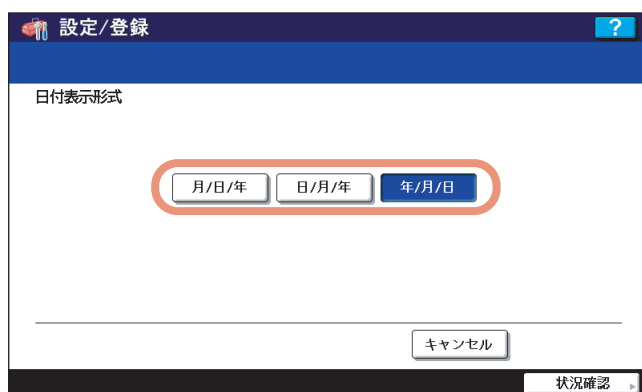 設定/登録 ?
日付表示形式
月/日/年 日/月/年 年/月/日
キャンセル
状況確認